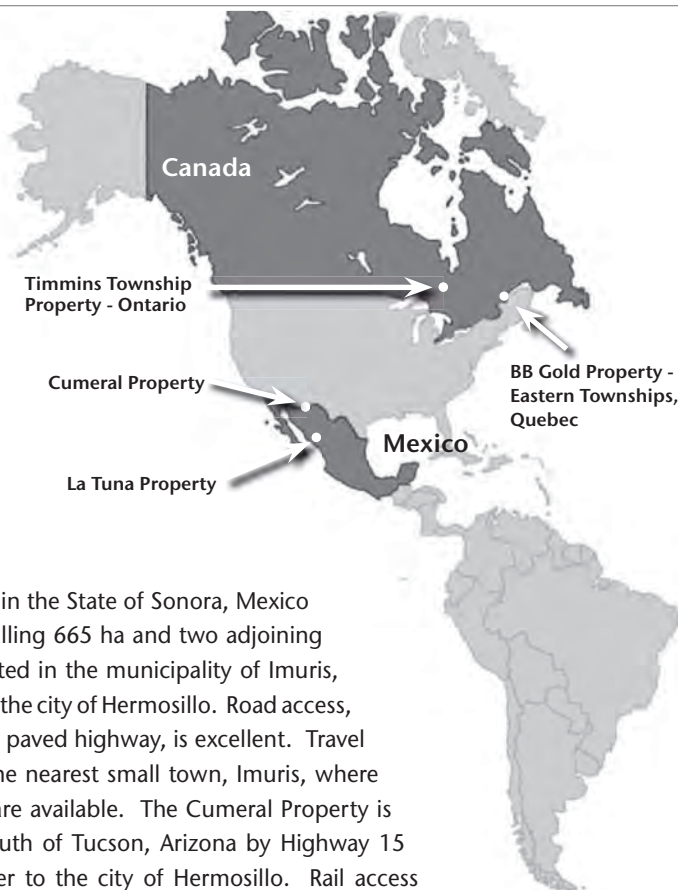 Canada
Timmins Township
Property - Ontario
BB Gold Property -
Eastern Townships,
Quebec
Cumeral Property
Mexico
La Tuna Property
in the State of Sonora, Mexico
lling 665 ha and two adjoining
ted in the municipality of Imuris,
the city of Hermosillo. Road access,
paved highway, is excellent. Travel
he nearest small town, Imuris, where
are available. The Cumeral Property is
uth of Tucson, Arizona by Highway 15
er to the city of Hermosillo. Rail access